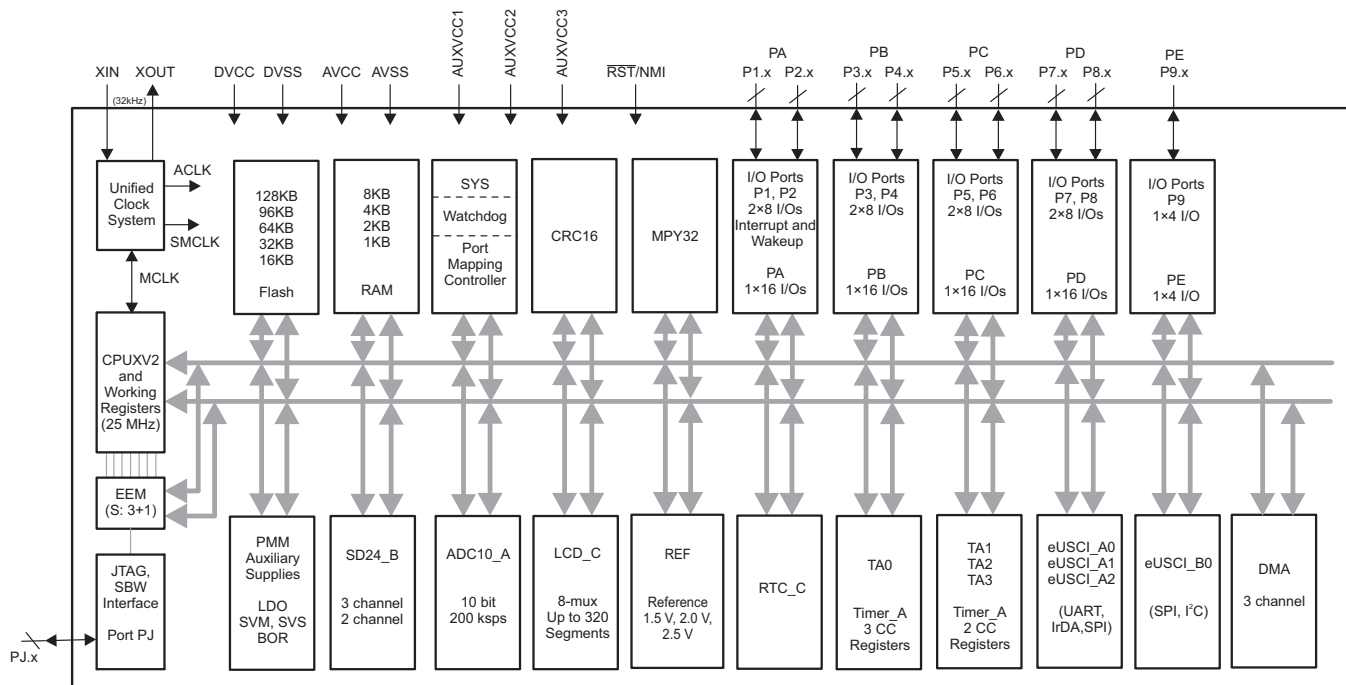 XIN
XOUT
(32kHz)
DVCC
DVSS
AVCC
AVSS
AUXVCC1
AUXVCC2
AUXVCC3
RST/NMI
PA
P1.x
P2.x
PB
P3.x
P4.x
PC
P5.x
P6.x
PD
P7.x
P8.x
PE
P9.x
Unified
Clock
System
ACLK
SMCLK
MCLK
128KB
96KB
64KB
32KB
16KB
Flash
8KB
4KB
2KB
1KB
RAM
SYS
Watchdog
Port
Mapping
Controller
CRC16
MPY32
I/O Ports
P1, P2
2×8 I/Os
Interrupt and
Wakeup
PA
1×16 I/Os
I/O Ports
P3, P4
2×8 I/Os
PB
1×16 I/Os
I/O Ports
P5, P6
2×8 I/Os
PC
1×16 I/Os
I/O Ports
P7, P8
2×8 I/Os
PD
1×16 I/Os
I/O Ports
P9
1×4 I/O
PE
1×4 I/O
CPUXV2
and
Working
Registers
(25 MHz)
EEM
(S: 3+1)
JTAG,
SBW
Interface
Port PJ
PJ.x
PMM
Auxiliary
Supplies
LDO
SVM, SVS
BOR
SD24_B
3 channel
2 channel
ADC10_A
10 bit
200 ksps
LCD_C
8-mux
Up to 320
Segments
REF
Reference
1.5 V, 2.0 V,
2.5 V
RTC_C
TA0
Timer_A
3 CC
Registers
TA1
TA2
TA3
Timer_A
2 CC
Registers
eUSCI_A0
eUSCI_A1
eUSCI_A2
(UART,
IrDA,SPI)
eUSCI_B0
(SPI, I²C)
DMA
3 channel